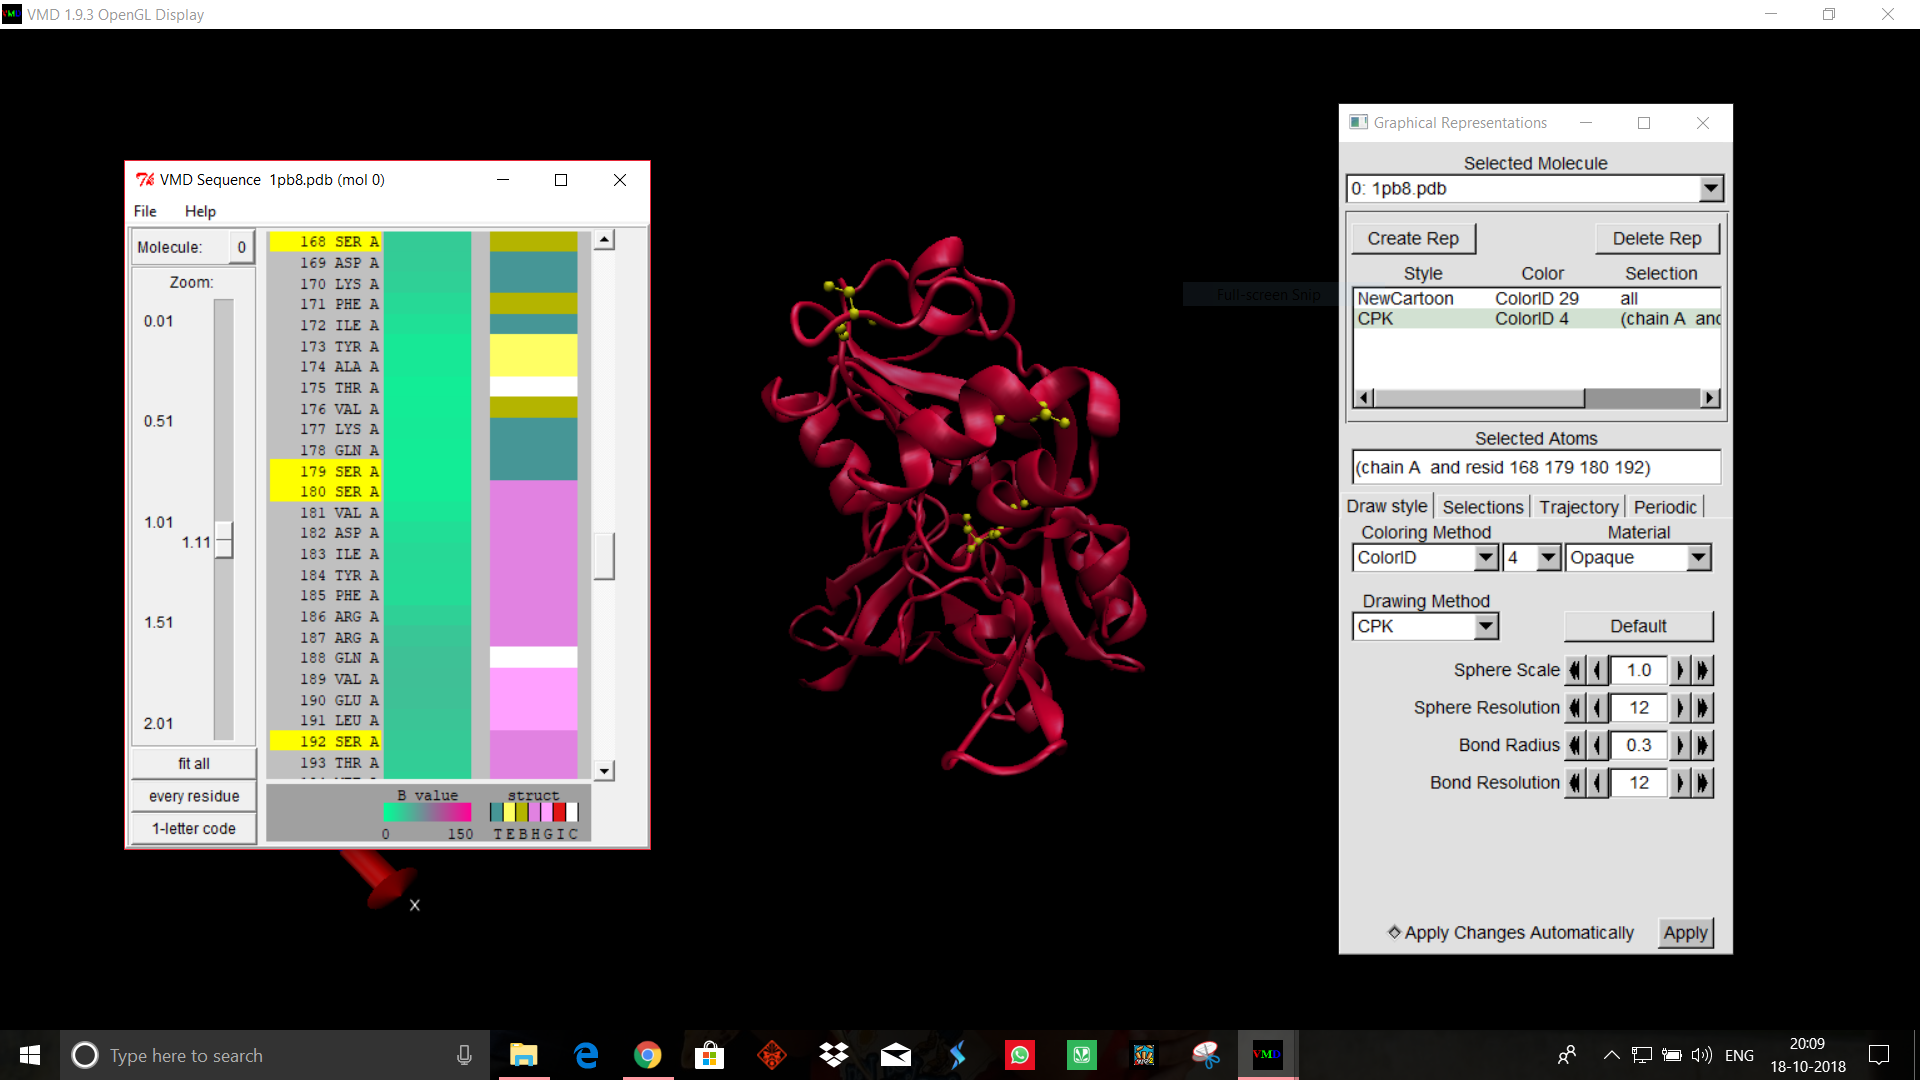 VMD 1.9.3 OpenGL Display
VMD Sequence 1pb8.pdb (mol 0)
File Help
Molecule: 0
Zoom:
0.01
0.51
1.01
1.11
1.51
2.01
fit all
every residue
1-letter code
168 SER A
169 ASP A
170 LYS A
171 PHE A
172 ILE A
173 TYR A
174 ALA A
175 THR A
176 VAL A
177 LYS A
178 GLN A
179 SER A
180 SER A
181 VAL A
182 ASP A
183 ILE A
184 TYR A
185 PHE A
186 ARG A
187 ARG A
188 GLN A
189 VAL A
190 GLU A
191 LEU A
192 SER A
193 THR A
B value struct
0 150 T E B H G I C
x
Full-screen Snip
Graphical Representations
Selected Molecule
0: 1pb8.pdb
Create Rep Delete Rep
Style Color Selection
NewCartoon ColorID 29 all
CPK ColorID 4 (chain A and
Selected Atoms
(chain A and resid 168 179 180 192)
Draw style Selections Trajectory Periodic
Coloring Method Material
ColorID 4 Opaque
Drawing Method
CPK Default
Sphere Scale 1.0
Sphere Resolution 12
Bond Radius 0.3
Bond Resolution 12
Apply Changes Automatically Apply
Type here to search
VMD
ENG
20:09
18-10-2018